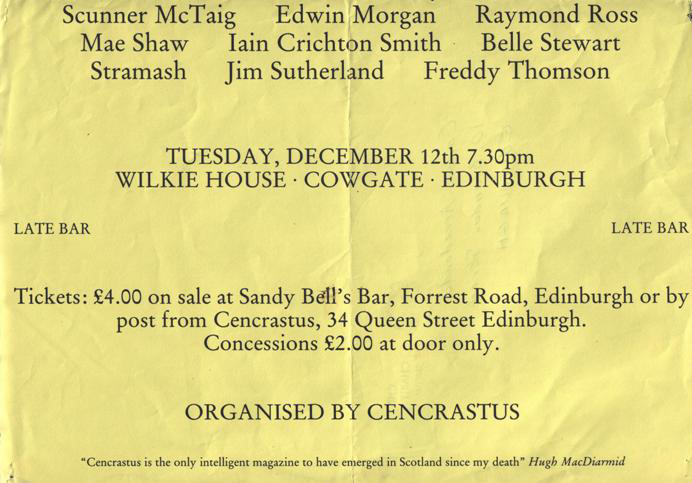 Scunner McTaig Edwin Morgan Raymond Ross
Mae Shaw Iain Crichton Smith Belle Stewart
Stramash Jim Sutherland Freddy Thomson
TUESDAY, DECEMBER 12th 7.30pm
WILKIE HOUSE · COWGATE · EDINBURGH
LATE BAR LATE BAR
Tickets: £4.00 on sale at Sandy Bell's Bar, Forrest Road, Edinburgh or by
post from Cencrastus, 34 Queen Street Edinburgh.
Concessions £2.00 at door only.
ORGANISED BY CENCRASTUS
"Cencrastus is the only intelligent magazine to have emerged in Scotland since my death" Hugh MacDiarmid